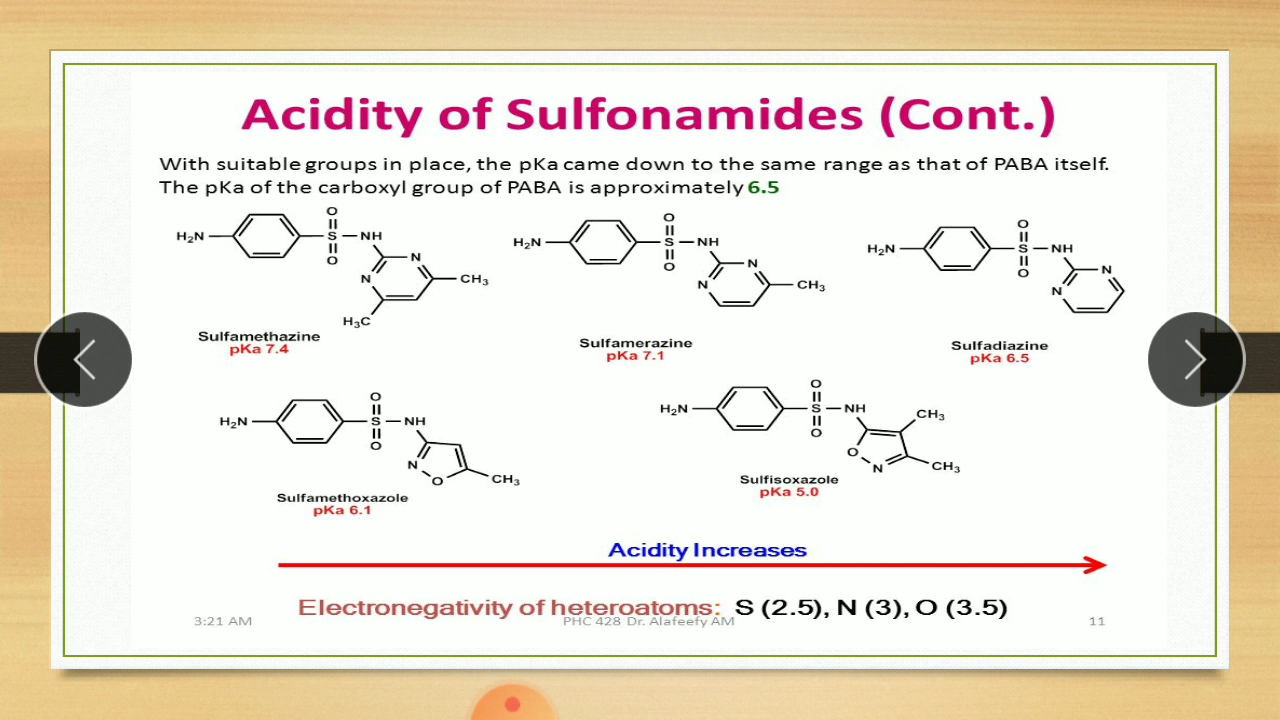 Acidity of Sulfonamides (Cont.)
With suitable groups in place, the pKa came down to the same range as that of PABA itself.
The pKa of the carboxyl group of PABA is approximately 6.5
H₂N
O
S
O
NH
N
N
CH₃
H₃C
Sulfamethazine
pKa 7.4
H₂N
O
S
O
NH
N
N
CH₃
Sulfamerazine
pKa 7.1
H₂N
O
S
O
NH
N
N
Sulfadiazine
pKa 6.5
H₂N
O
S
O
NH
N
O
CH₃
Sulfamethoxazole
pKa 6.1
H₂N
O
S
O
NH
CH₃
O
N
CH₃
Sulfisoxazole
pKa 5.0
Acidity Increases
Electronegativity of heteroatoms: S (2.5), N (3), O (3.5)
3:21 AM
PHC 428 Dr. Alafeefy AM
11